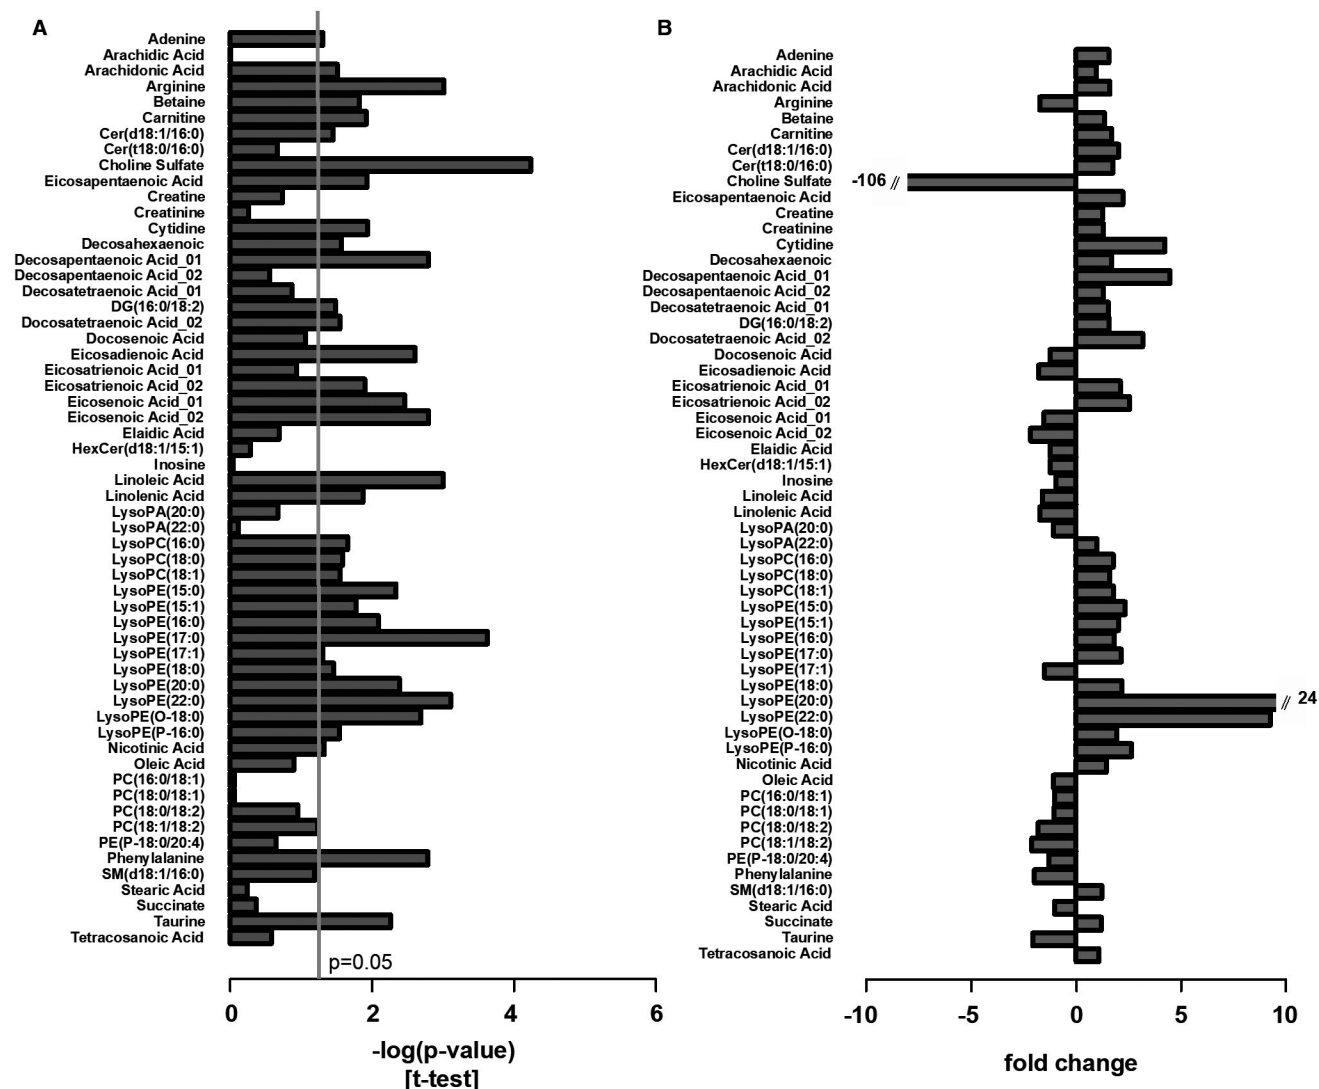 A
Adenine
Arachidic Acid
Arachidonic Acid
Arginine
Betaine
Carnitine
Cer(d18:1/16:0)
Cer(t18:0/16:0)
Choline Sulfate
Eicosapentaenoic Acid
Creatine
Creatinine
Cytidine
Decosahexaenoic
Decosapentaenoic Acid_01
Decosapentaenoic Acid_02
Decosatetraenoic Acid_01
DG(16:0/18:2)
Docosatetraenoic Acid_02
Docosenoic Acid
Eicosadienoic Acid
Eicosatrienoic Acid_01
Eicosatrienoic Acid_02
Eicosenoic Acid_01
Eicosenoic Acid_02
Elaidic Acid
HexCer(d18:1/15:1)
Inosine
Linoleic Acid
Linolenic Acid
LysoPA(20:0)
LysoPA(22:0)
LysoPC(16:0)
LysoPC(18:0)
LysoPC(18:1)
LysoPE(15:0)
LysoPE(15:1)
LysoPE(16:0)
LysoPE(17:0)
LysoPE(17:1)
LysoPE(18:0)
LysoPE(20:0)
LysoPE(22:0)
LysoPE(O-18:0)
LysoPE(P-16:0)
Nicotinic Acid
Oleic Acid
PC(16:0/18:1)
PC(18:0/18:1)
PC(18:0/18:2)
PC(18:1/18:2)
PE(P-18:0/20:4)
Phenylalanine
SM(d18:1/16:0)
Stearic Acid
Succinate
Taurine
Tetracosanoic Acid
p=0.05
0 2 4 6
-log(p-value)
[t-test]
B
Adenine
Arachidic Acid
Arachidonic Acid
Arginine
Betaine
Carnitine
Cer(d18:1/16:0)
Cer(t18:0/16:0)
Choline Sulfate -106 //
Eicosapentaenoic Acid
Creatine
Creatinine
Cytidine
Decosahexaenoic
Decosapentaenoic Acid_01
Decosapentaenoic Acid_02
Decosatetraenoic Acid_01
DG(16:0/18:2)
Docosatetraenoic Acid_02
Docosenoic Acid
Eicosadienoic Acid
Eicosatrienoic Acid_01
Eicosatrienoic Acid_02
Eicosenoic Acid_01
Eicosenoic Acid_02
Elaidic Acid
HexCer(d18:1/15:1)
Inosine
Linoleic Acid
Linolenic Acid
LysoPA(20:0)
LysoPA(22:0)
LysoPC(16:0)
LysoPC(18:0)
LysoPC(18:1)
LysoPE(15:0)
LysoPE(15:1)
LysoPE(16:0)
LysoPE(17:0)
LysoPE(17:1)
LysoPE(18:0)
LysoPE(20:0) // 24
LysoPE(22:0)
LysoPE(O-18:0)
LysoPE(P-16:0)
Nicotinic Acid
Oleic Acid
PC(16:0/18:1)
PC(18:0/18:1)
PC(18:0/18:2)
PC(18:1/18:2)
PE(P-18:0/20:4)
Phenylalanine
SM(d18:1/16:0)
Stearic Acid
Succinate
Taurine
Tetracosanoic Acid
-10 -5 0 5 10
fold change